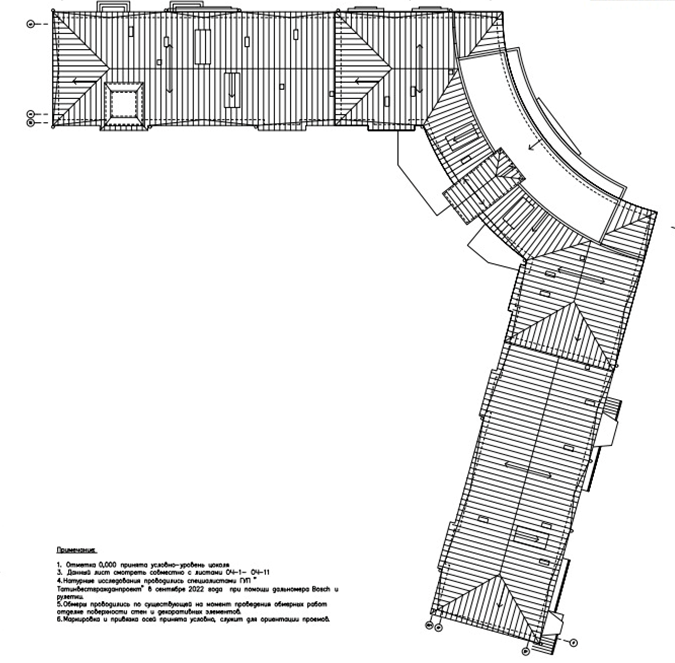 Примечание:
1. Отметка 0,000 принята условно-уровень цоколя
3. Данный лист смотреть совместно с листами ОЧ-1- ОЧ-11
4.Натурные исследования проводились специалистами ГУП "
Татинвестгражданпроект" в сентябре 2022 года при помощи дальномера Bosch и
рулетки.
5.Обмеры проводились по существующей на момент проведения обмерных работ
отделке поверхности стен и декоративных элементов.
6.Маркировка и привязка осей принята условно, служит для ориентации проемов.